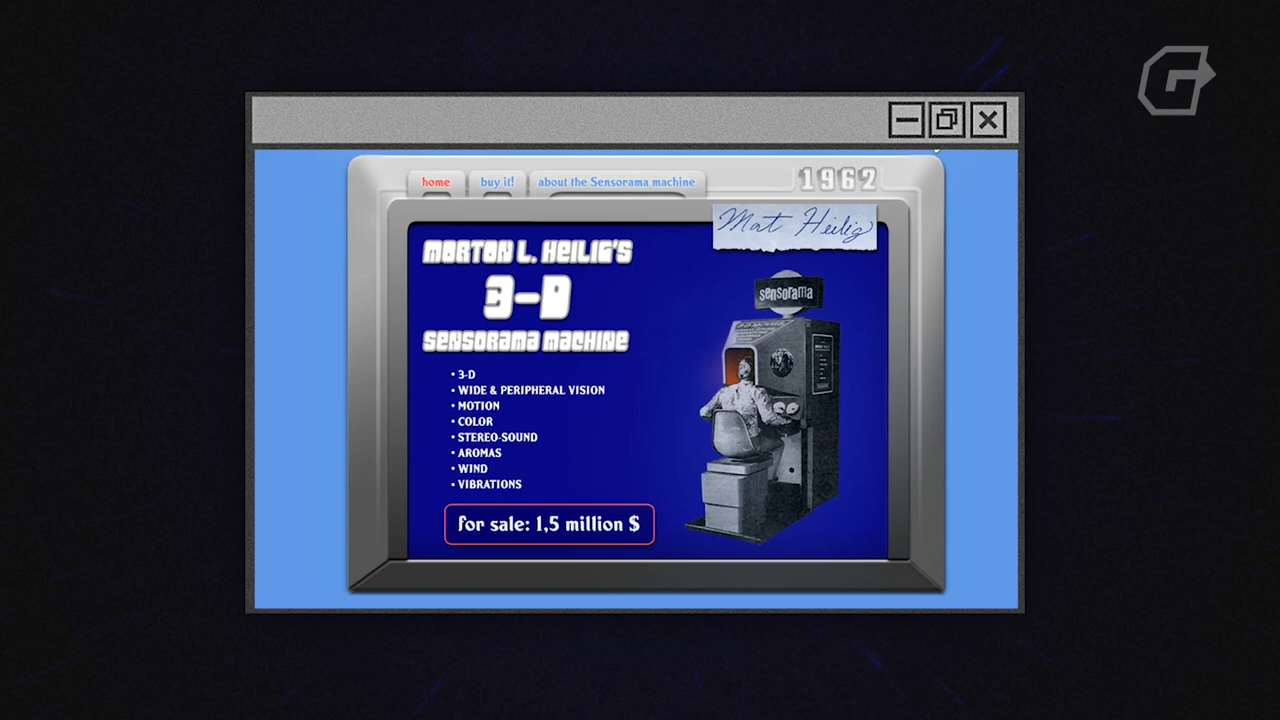 home buy it! about the Sensorama machine 1962
Mat Heilig
MORTON L. HEILIG'S
3-D
SENSORAMA MACHINE
• 3-D
• WIDE & PERIPHERAL VISION
• MOTION
• COLOR
• STEREO-SOUND
• AROMAS
• WIND
• VIBRATIONS
for sale: 1,5 million $
sensorama